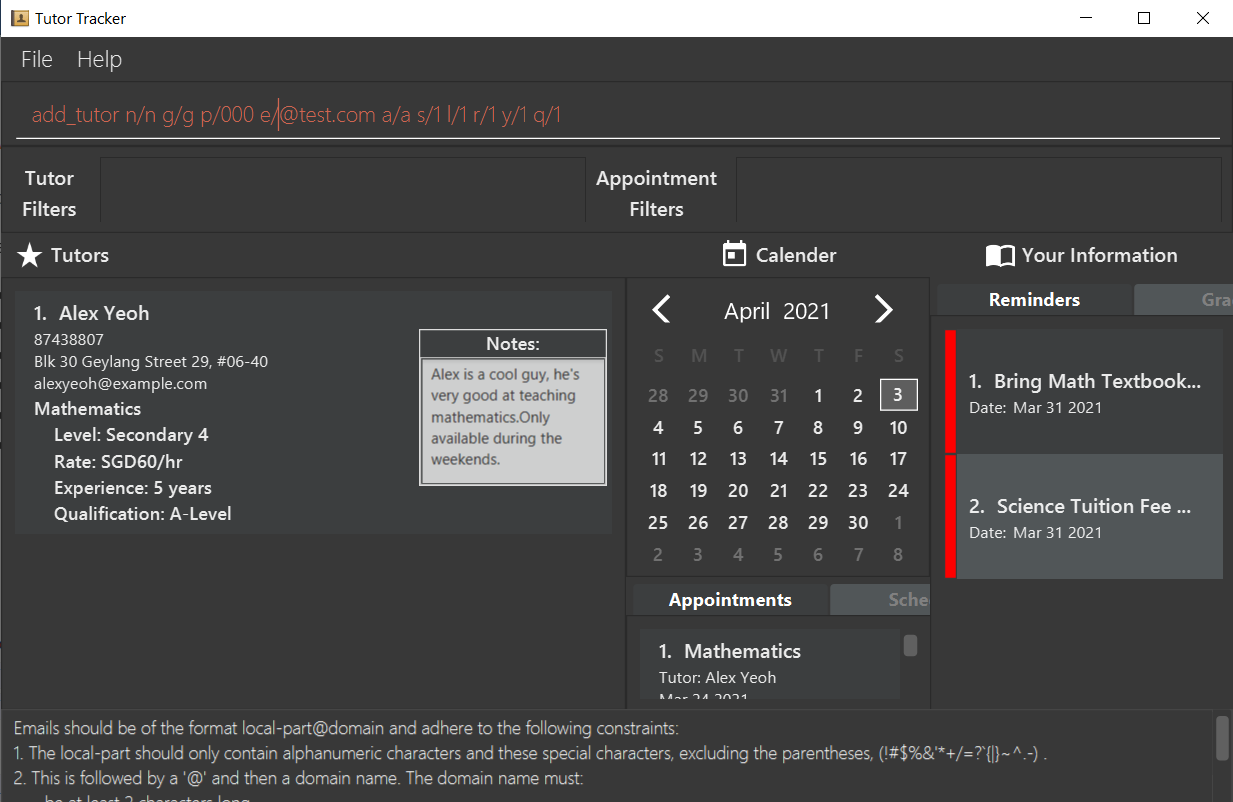 Tutor Tracker
File Help
add_tutor n/n g/g p/000 e/@test.com a/a s/1 l/1 r/1 y/1 q/1
Tutor
Filters
Appointment
Filters
Tutors
Calender
Your Information
1. Alex Yeoh
87438807
Blk 30 Geylang Street 29, #06-40
alexyeoh@example.com
Mathematics
Level: Secondary 4
Rate: SGD60/hr
Experience: 5 years
Qualification: A-Level
Notes:
Alex is a cool guy, he's
very good at teaching
mathematics.Only
available during the
weekends.
April 2021
S M T W T F S
28 29 30 31 1 2 3
4 5 6 7 8 9 10
11 12 13 14 15 16 17
18 19 20 21 22 23 24
25 26 27 28 29 30 1
2 3 4 5 6 7 8
Appointments Sche
1. Mathematics
Tutor: Alex Yeoh
Mar 24 2021
Reminders Gra
1. Bring Math Textbook...
Date: Mar 31 2021
2. Science Tuition Fee ...
Date: Mar 31 2021
Emails should be of the format local-part@domain and adhere to the following constraints:
1. The local-part should only contain alphanumeric characters and these special characters, excluding the parentheses, (!#$%&'*+/=?`{|}~^.-) .
2. This is followed by a '@' and then a domain name. The domain name must:
be at least 2 characters long